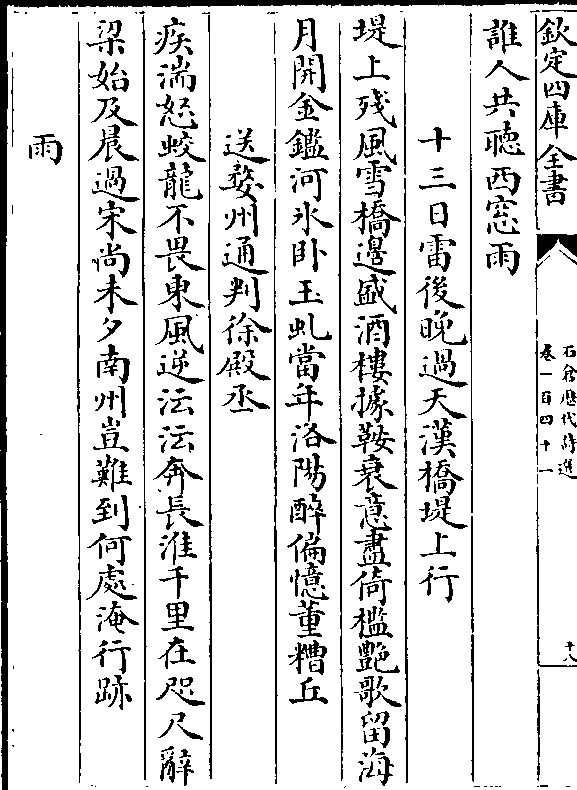 欽定四庫全書
石倉歷代詩選
卷一百四十一
十八
誰人共聽西窓雨
十三日雷後晚過天漢橋堤上行
堤上殘風雪橋邊盛酒樓據鞍衰意盡倚檻艷歌留海
月開金鑑河氷卧玉虬當年洛陽醉偏憶董糟丘
送婺州通判徐殿丞
疾湍怒蛟龍不畏東風逆沄沄奔長淮千里在咫尺辭
梁始及晨過宋尚未夕南州豈難到何處淹行跡
雨